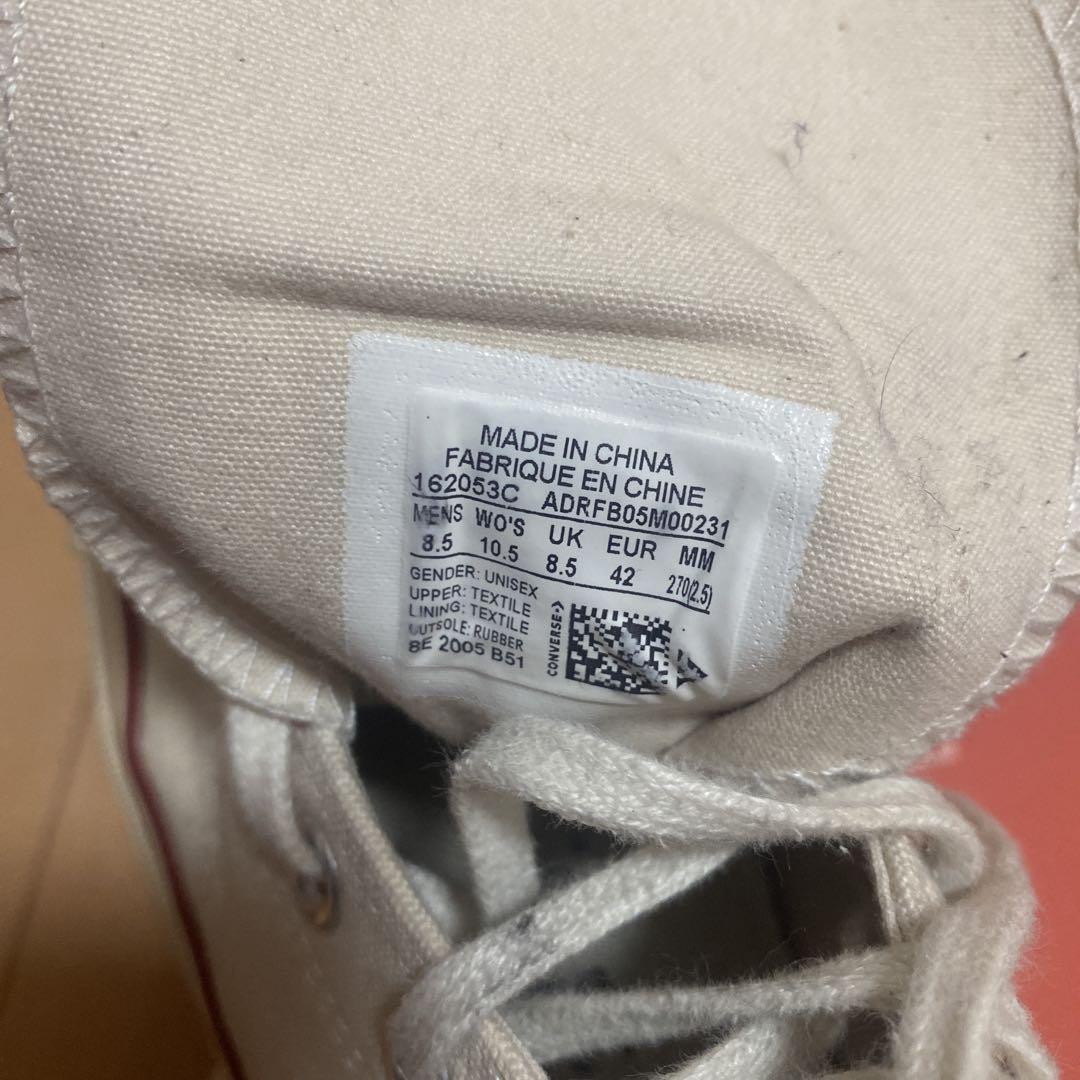 MADE IN CHINA
FABRIQUE EN CHINE
162053C ADRFB05M00231
MENS WO'S UK EUR MM
8.5 10.5 8.5 42 270(2.5)
GENDER: UNISEX
UPPER: TEXTILE
LINING: TEXTILE
OUTSOLE: RUBBER
8E 2005 B51
CONVERSE